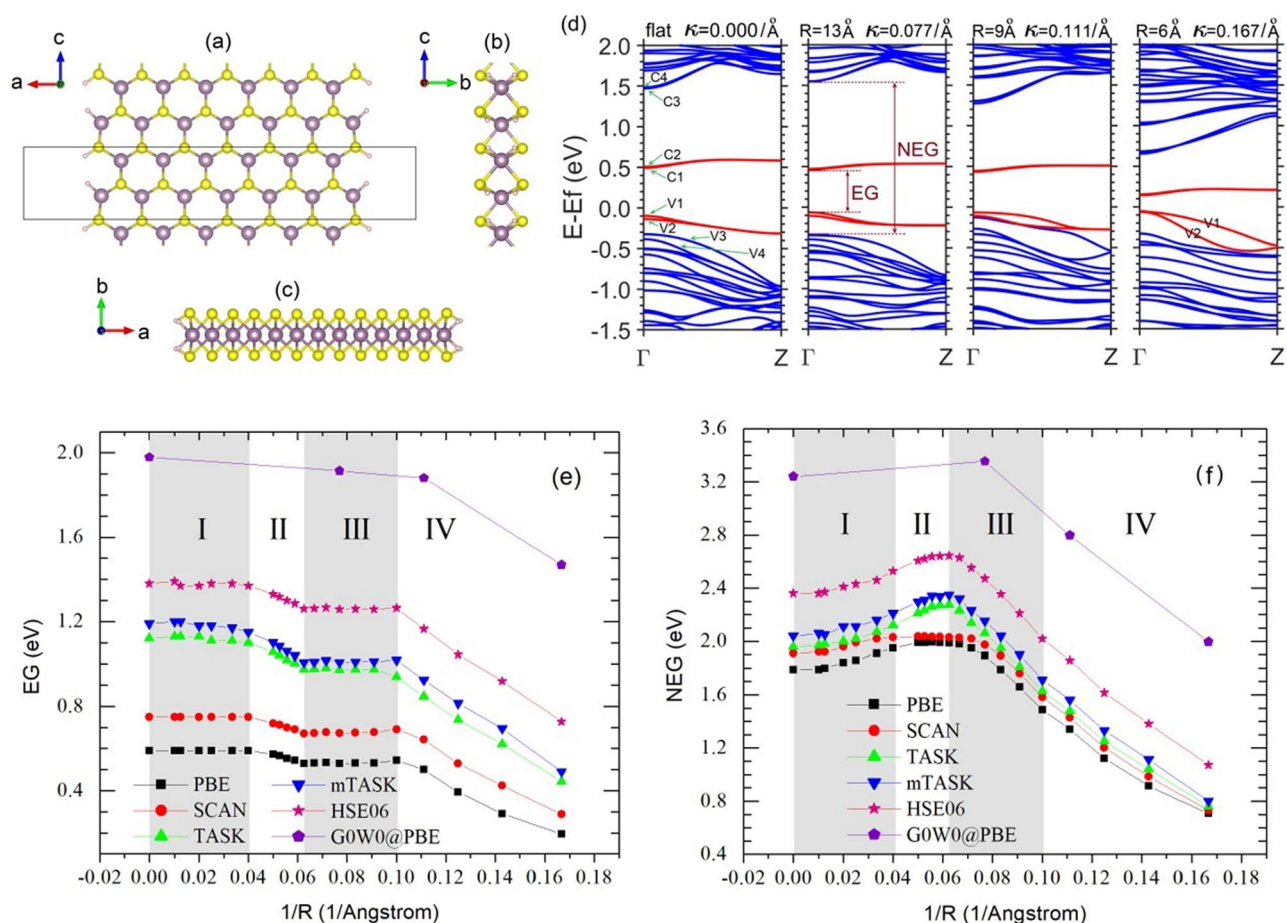 (a)
c
a
(b)
c
b
(c)
b
a
(d)
flat κ=0.000/Å
R=13Å κ=0.077/Å
R=9Å κ=0.111/Å
R=6Å κ=0.167/Å
E-Ef (eV)
2.0
1.5
1.0
0.5
0.0
-0.5
-1.0
-1.5
C4
C3
C2
C1
V1
V2
V3
V4
NEG
EG
V1
V2
Γ Z
Γ Z
Γ Z
Γ Z
(e)
EG (eV)
2.0
1.6
1.2
0.8
0.4
I II III IV
PBE
SCAN
TASK
mTASK
HSE06
G0W0@PBE
-0.02 0.00 0.02 0.04 0.06 0.08 0.10 0.12 0.14 0.16 0.18
1/R (1/Angstrom)
(f)
NEG (eV)
3.6
3.2
2.8
2.4
2.0
1.6
1.2
0.8
0.4
I II III IV
PBE
SCAN
TASK
mTASK
HSE06
G0W0@PBE
-0.02 0.00 0.02 0.04 0.06 0.08 0.10 0.12 0.14 0.16 0.18
1/R (1/Angstrom)